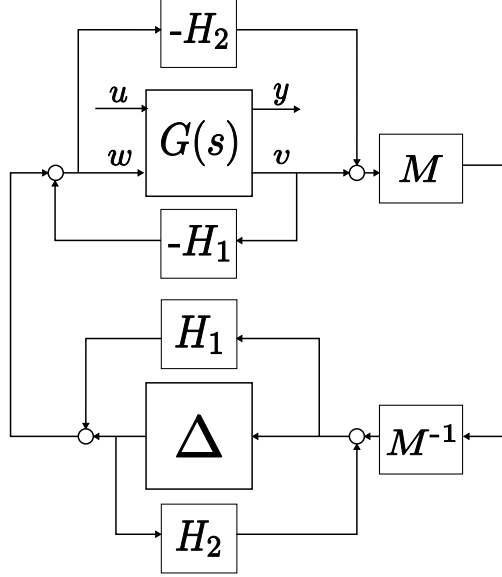 -H₂
u
y
G(s)
w
v
M
-H₁
H₁
Δ
M⁻¹
H₂